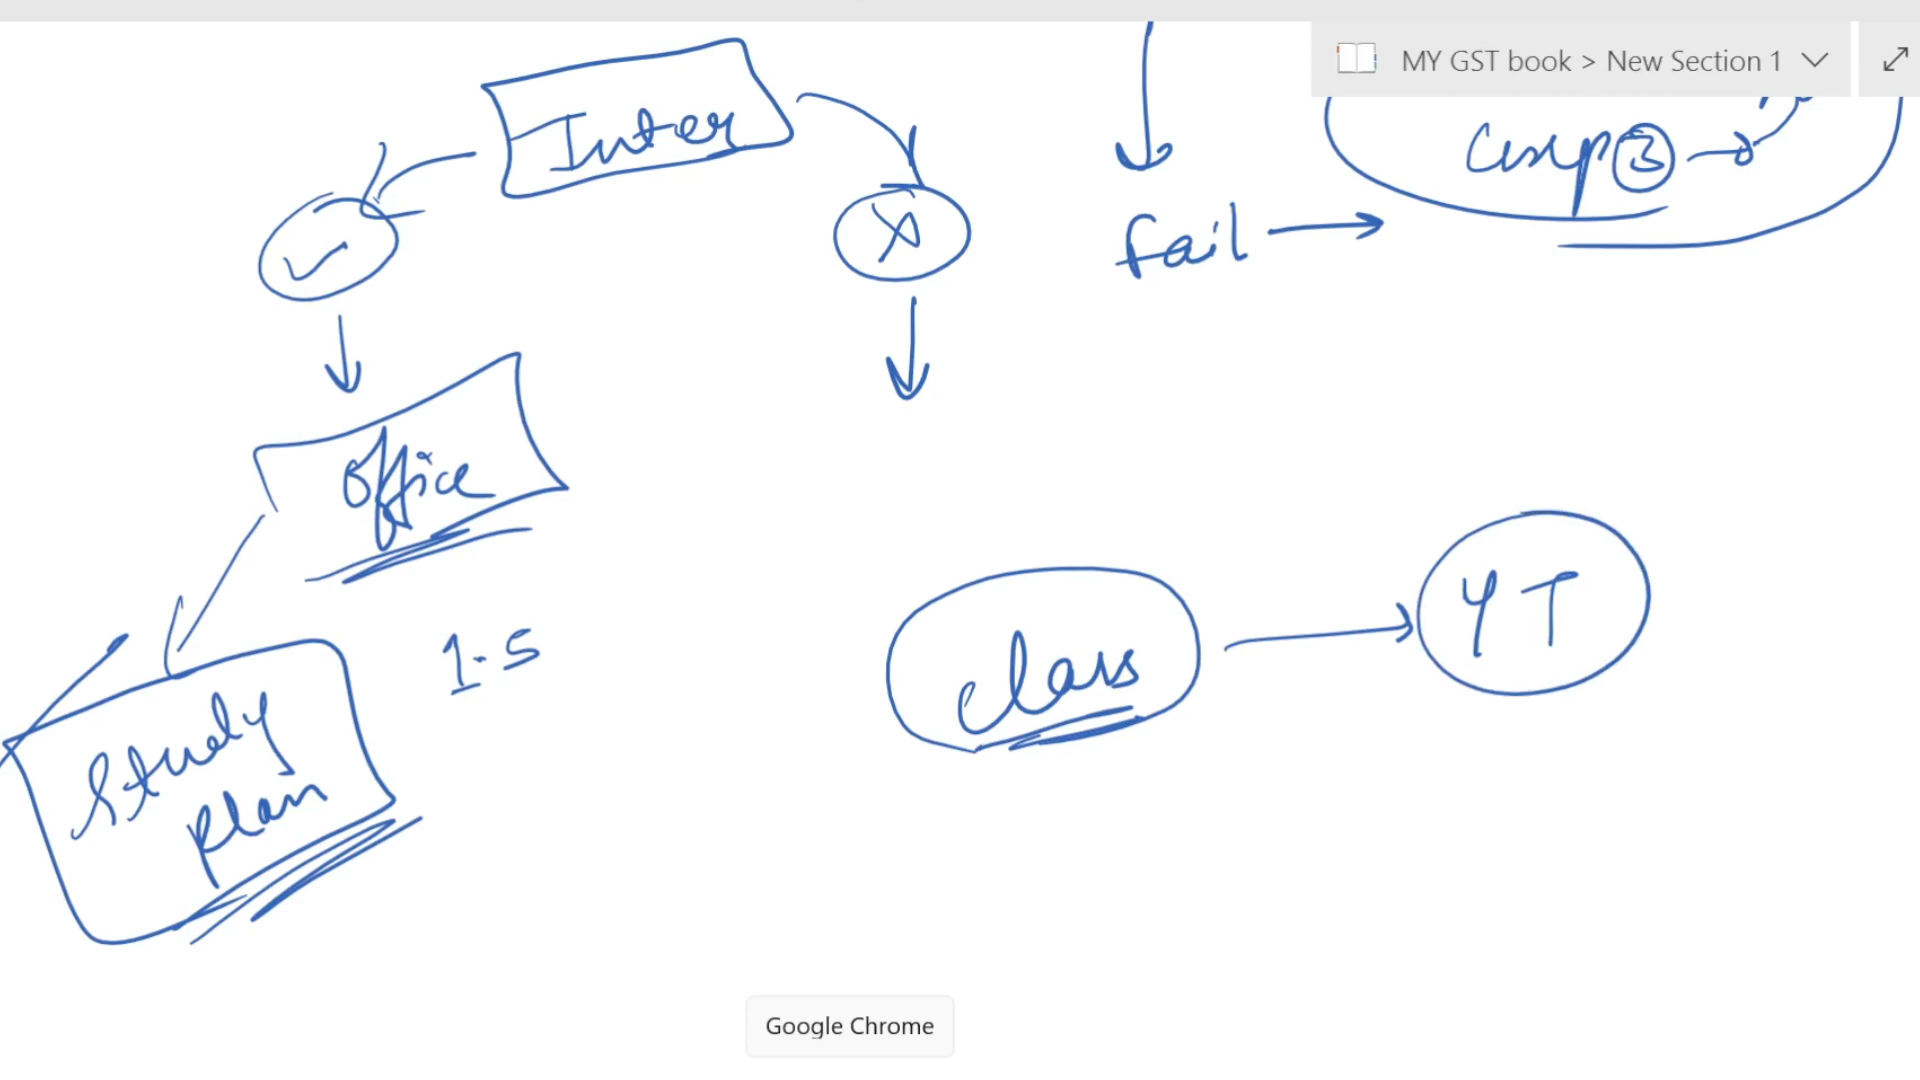 MY GST book > New Section 1
Inter
fail
Office
1-5
Study
Plan
class
YT
Google Chrome